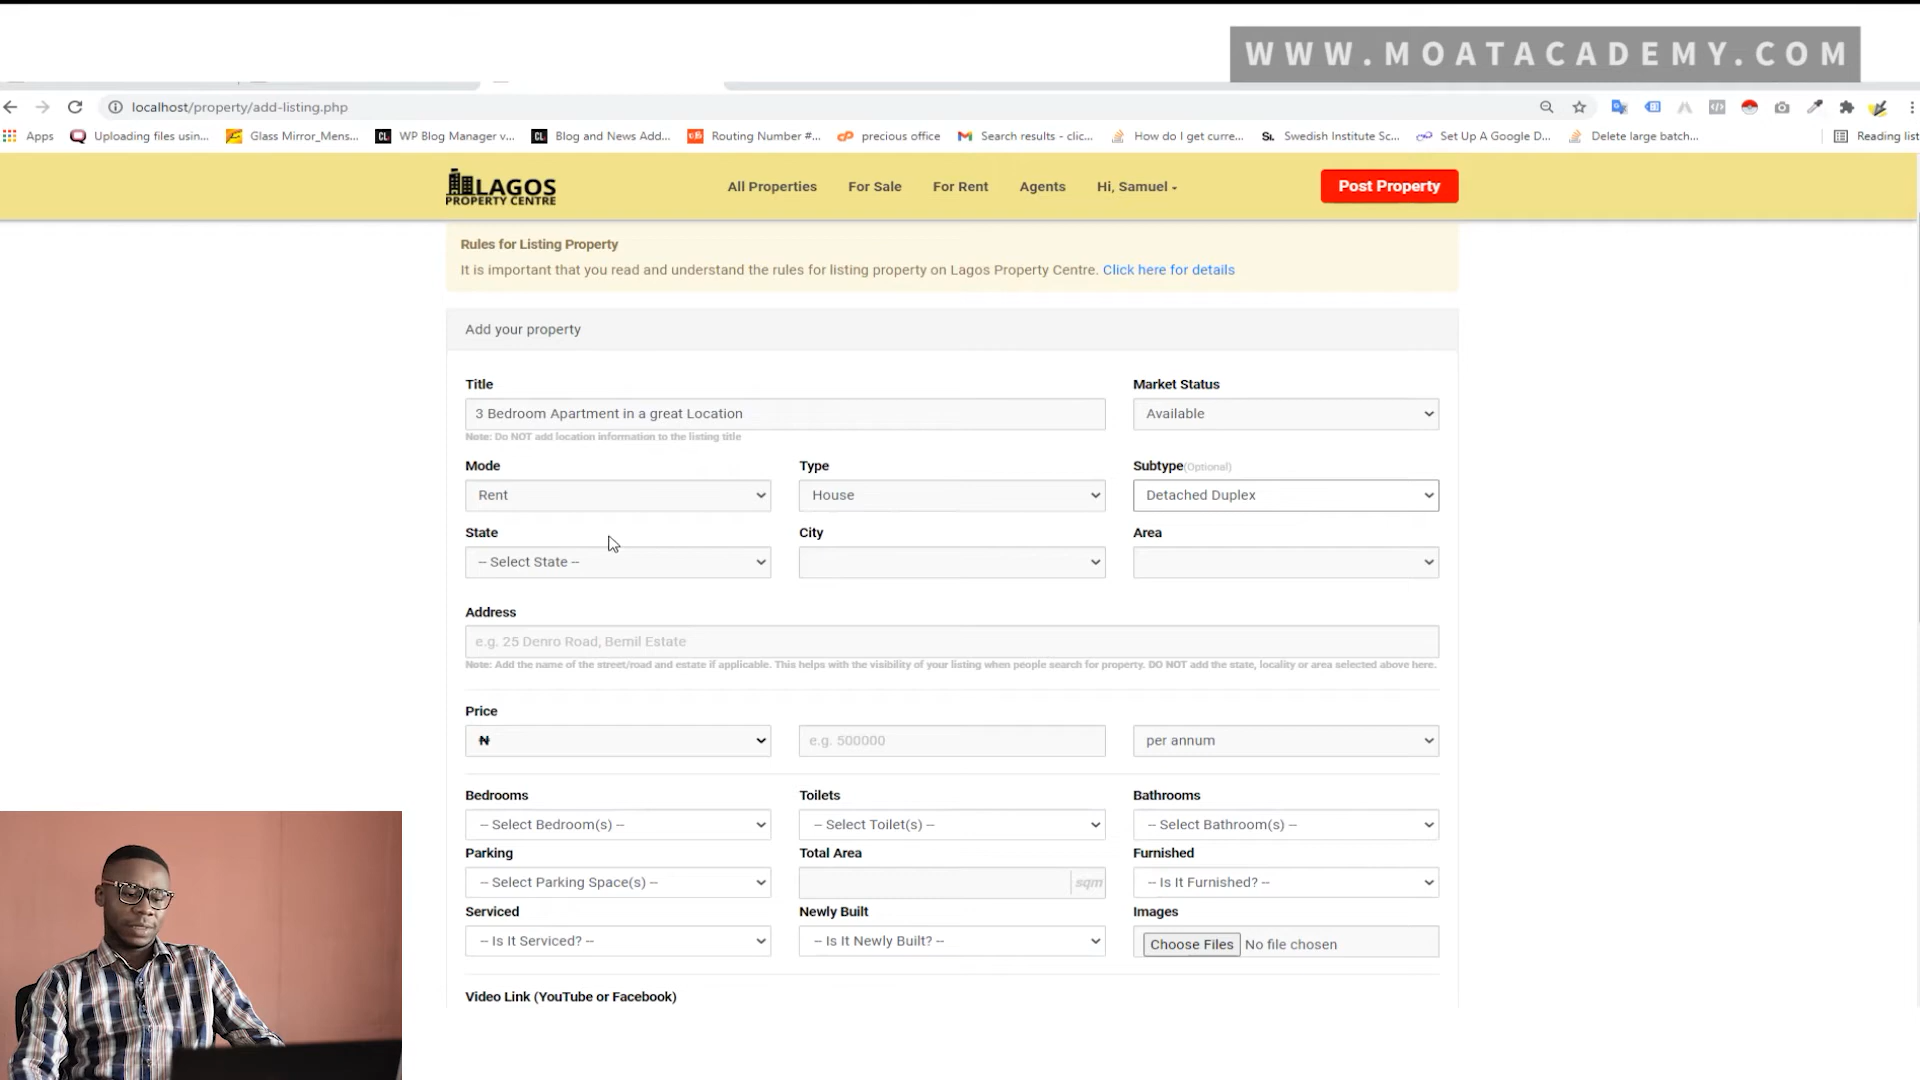 WWW.MOATACADEMY.COM
localhost/property/add-listing.php
Apps Uploading files usin... Glass Mirror_Mens... WP Blog Manager v... Blog and News Add... Routing Number #... precious office Search results - clic... How do I get curre... Swedish Institute Sc... Set Up A Google D... Delete large batch... Reading list
LAGOS
PROPERTY CENTRE
All Properties For Sale For Rent Agents Hi, Samuel Post Property
Rules for Listing Property
It is important that you read and understand the rules for listing property on Lagos Property Centre. Click here for details
Add your property
Title Market Status
3 Bedroom Apartment in a great Location Available
Note: Do NOT add location information to the listing title
Mode Type Subtype(Optional)
Rent House Detached Duplex
State City Area
-- Select State --
Address
e.g. 25 Denro Road, Bemil Estate
Note: Add the name of the street/road and estate if applicable. This helps with the visibility of your listing when people search for property. DO NOT add the state, locality or area selected above here.
Price
₦ e.g. 500000 per annum
Bedrooms Toilets Bathrooms
-- Select Bedroom(s) -- -- Select Toilet(s) -- -- Select Bathroom(s) --
Parking Total Area Furnished
-- Select Parking Space(s) -- sqm -- Is It Furnished? --
Serviced Newly Built Images
-- Is It Serviced? -- -- Is It Newly Built? -- Choose Files No file chosen
Video Link (YouTube or Facebook)